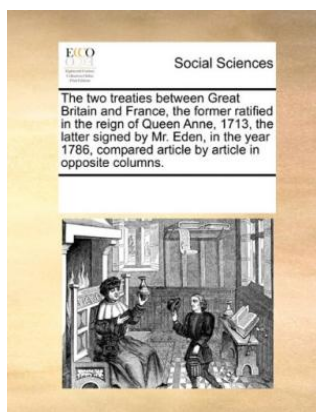 ECCO
Social Sciences
The two treaties between Great
Britain and France, the former ratified
in the reign of Queen Anne, 1713, the
latter signed by Mr. Eden, in the year
1786, compared article by article in
opposite columns.